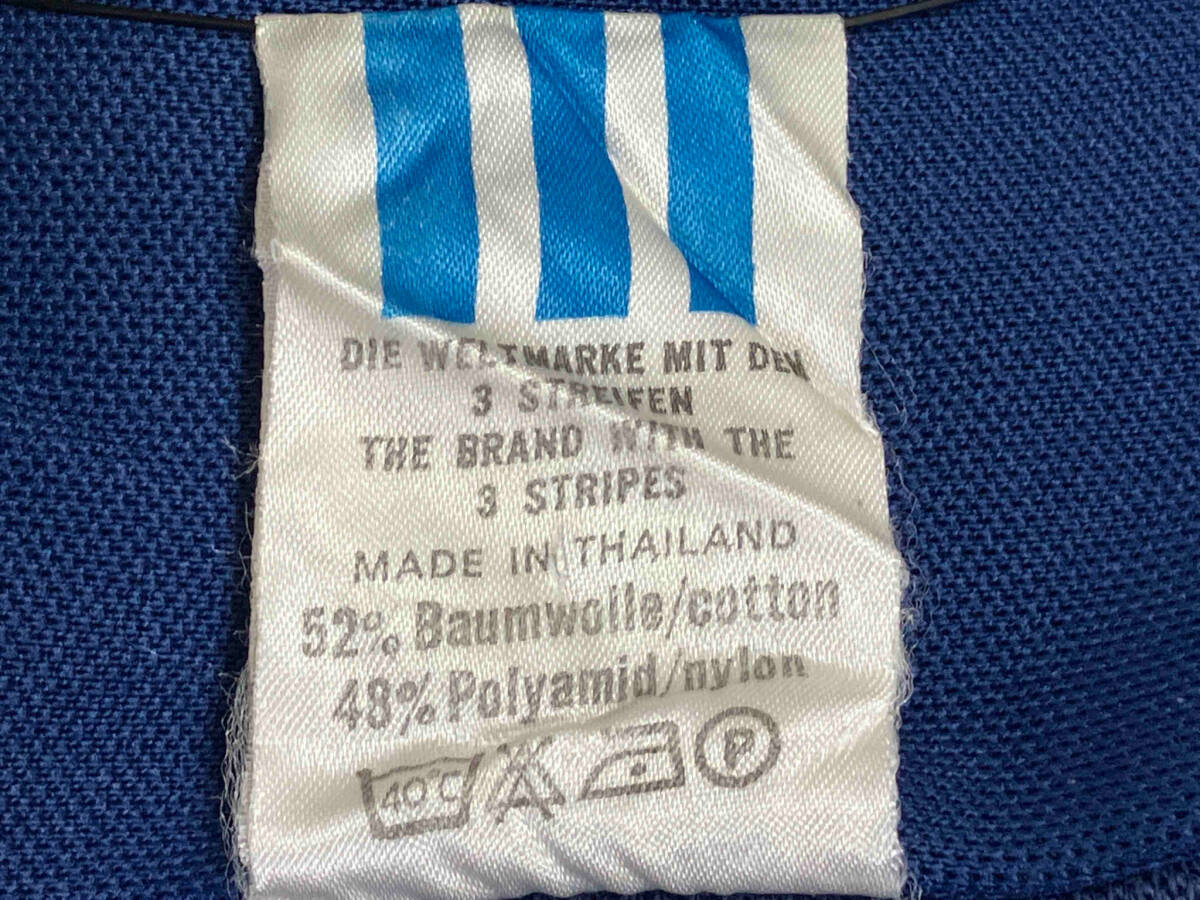 DIE WELTMARKE MIT DEN
3 STREIFEN
THE BRAND WITH THE
3 STRIPES
MADE IN THAILAND
52% Baumwolle/cotton
48% Polyamid/nylon
40°C A P